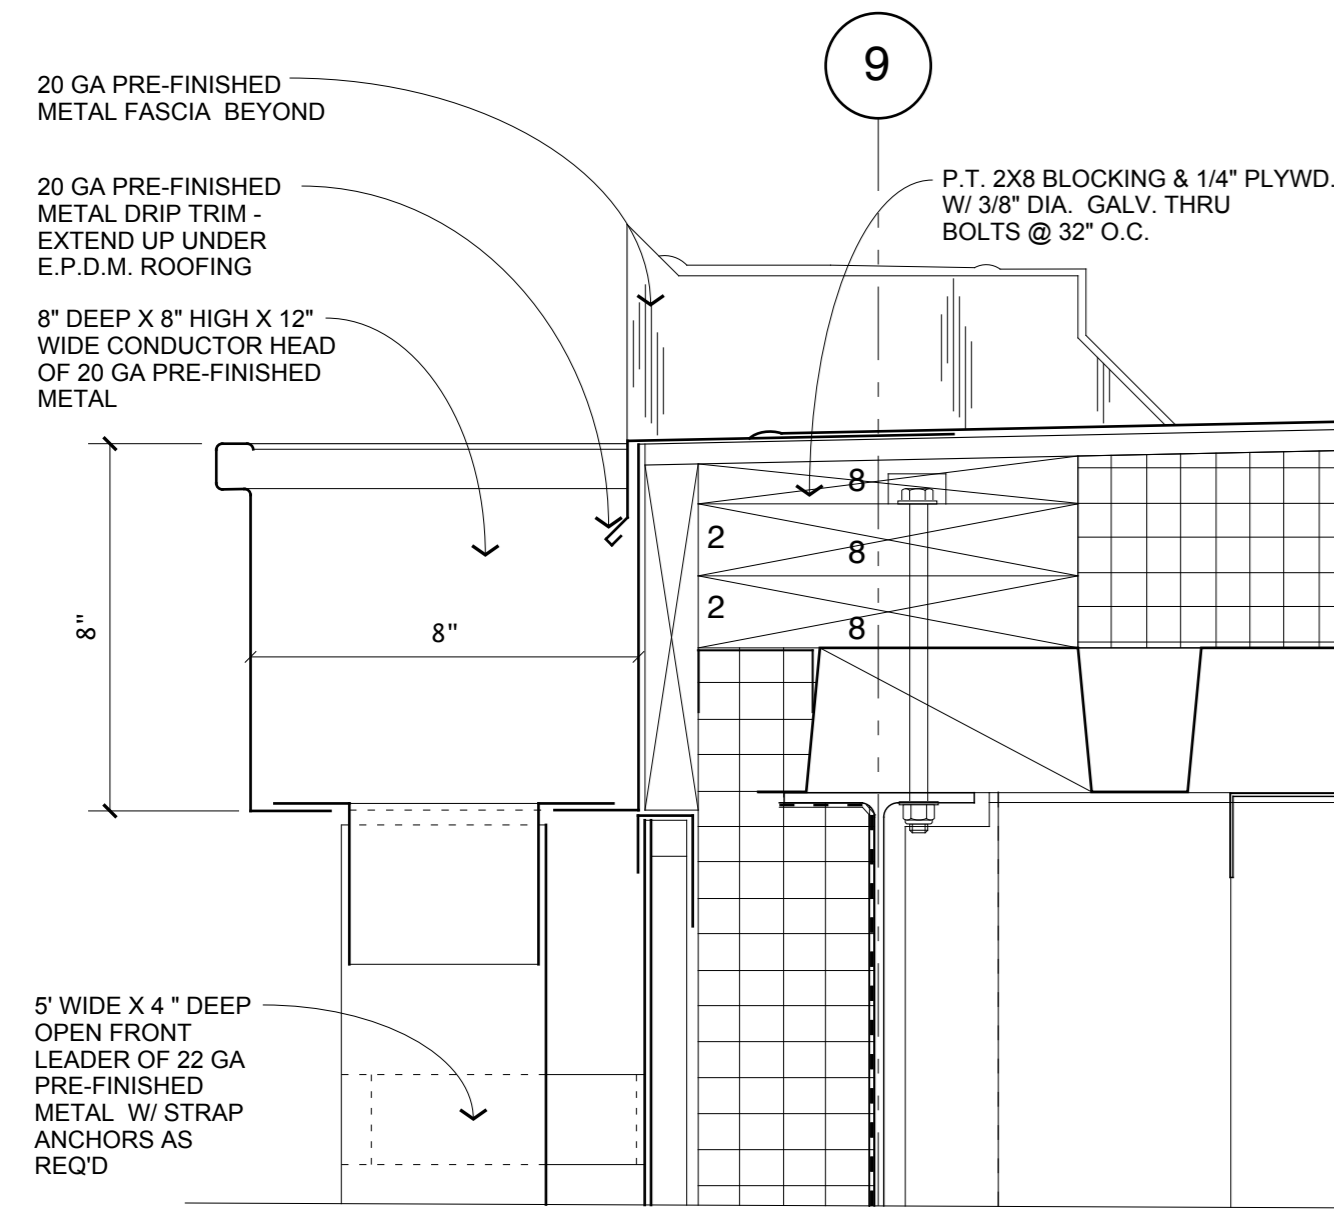 9
20 GA PRE-FINISHED
METAL FASCIA BEYOND
20 GA PRE-FINISHED
METAL DRIP TRIM -
EXTEND UP UNDER
E.P.D.M. ROOFING
P.T. 2X8 BLOCKING & 1/4" PLYWD.
W/ 3/8" DIA. GALV. THRU
BOLTS @ 32" O.C.
8" DEEP X 8" HIGH X 12"
WIDE CONDUCTOR HEAD
OF 20 GA PRE-FINISHED
METAL
8
2
8
2
8
8"
8"
5' WIDE X 4 " DEEP
OPEN FRONT
LEADER OF 22 GA
PRE-FINISHED
METAL W/ STRAP
ANCHORS AS
REQ'D